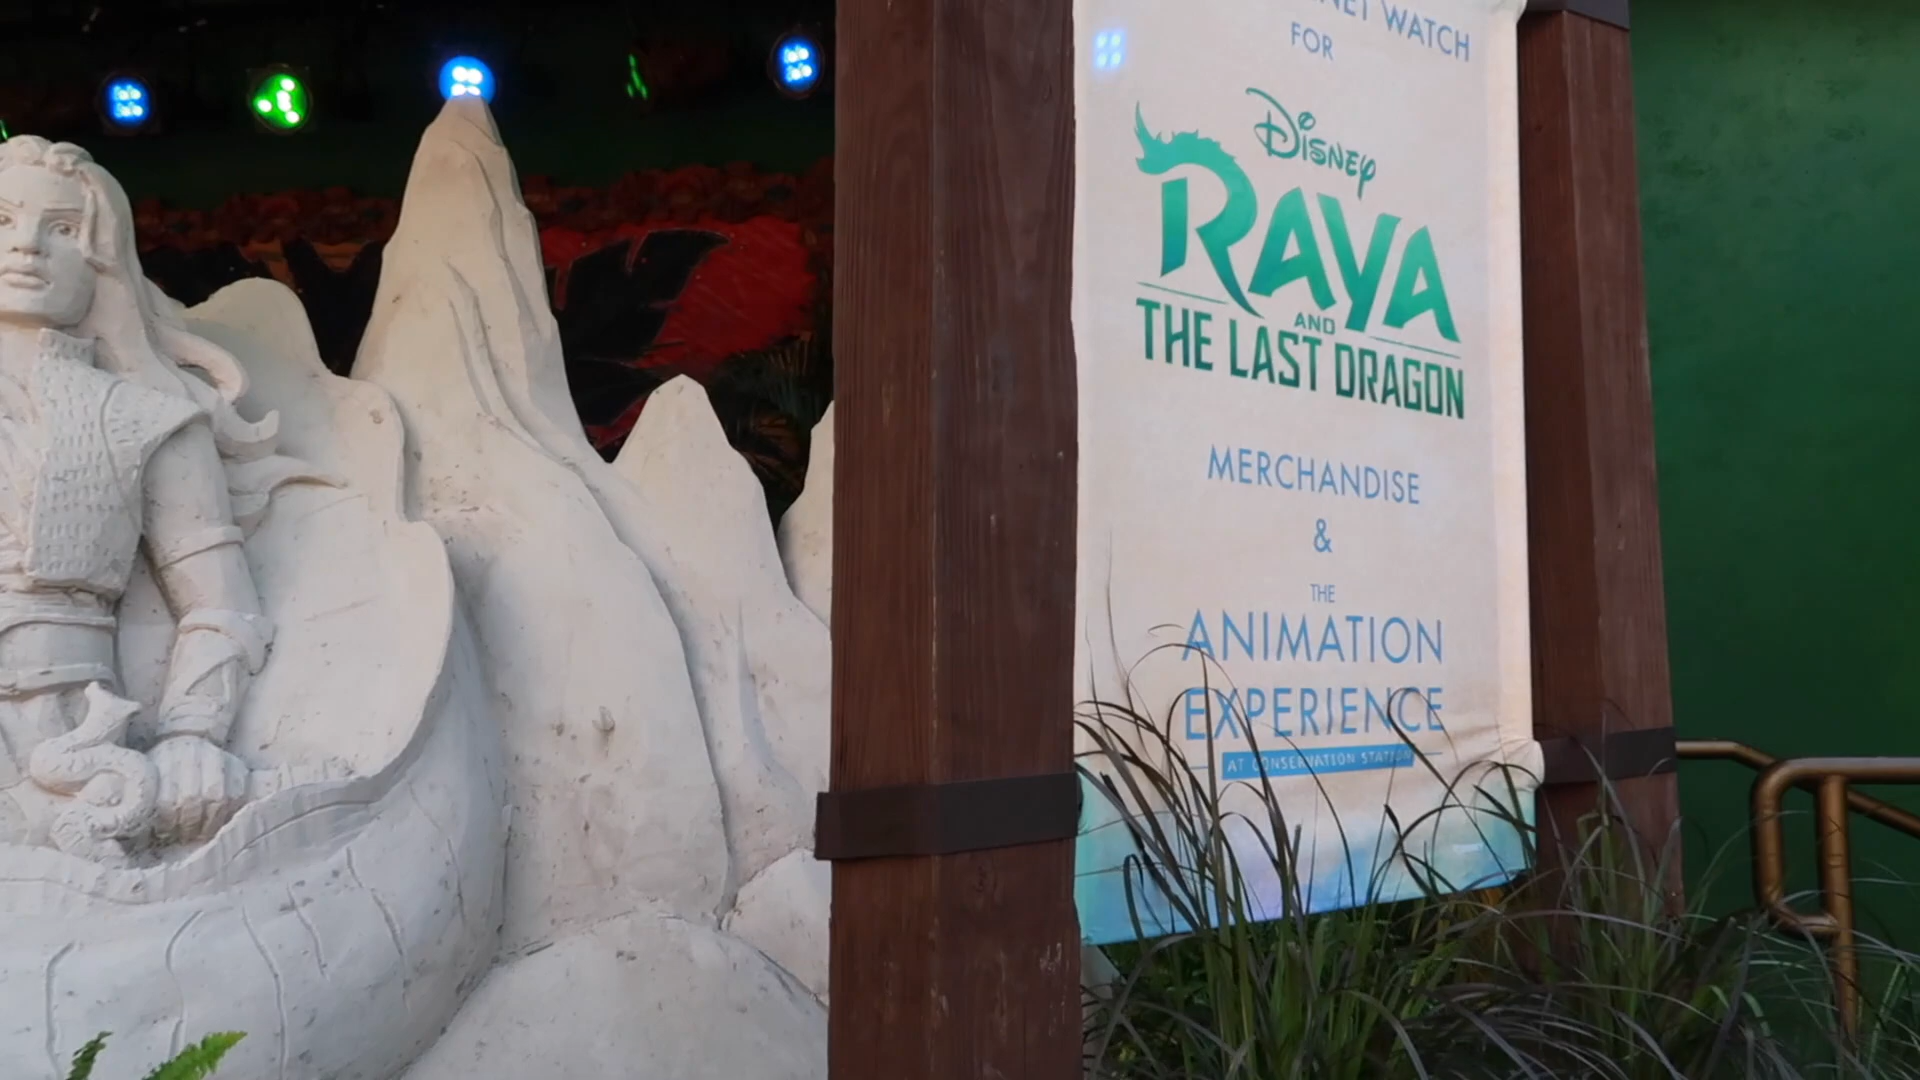 WATCH
FOR
DISNEY
RAYA
AND
THE LAST DRAGON
MERCHANDISE
&
THE
ANIMATION
EXPERIENCE
AT CONSERVATION STATION